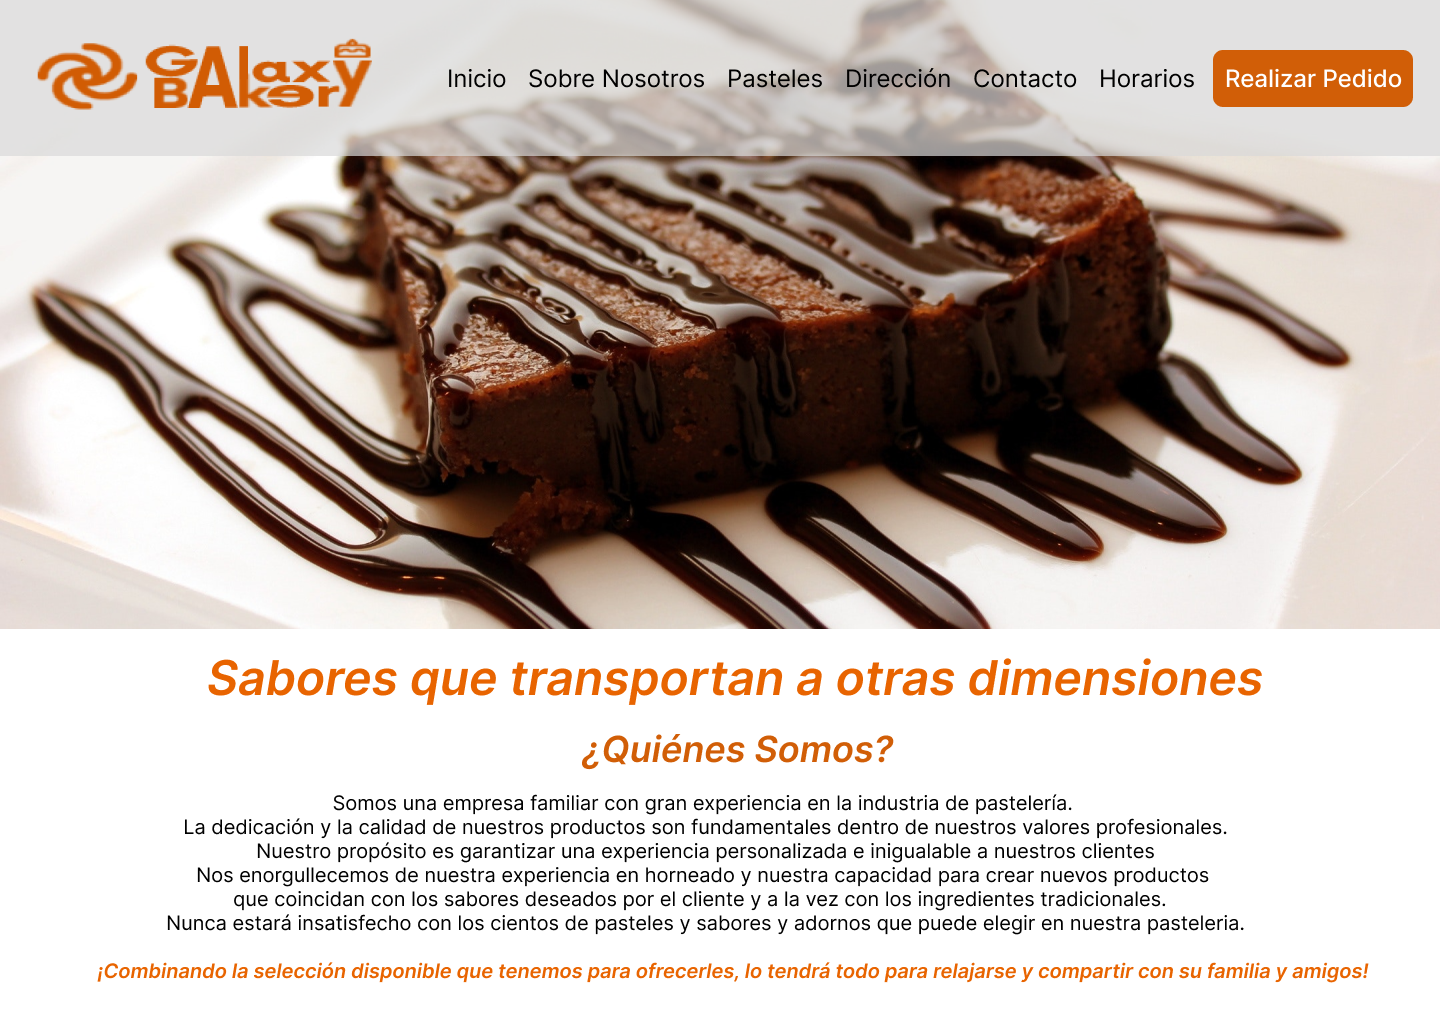 GAlaxy
BAkery
Inicio Sobre Nosotros Pasteles Dirección Contacto Horarios Realizar Pedido
Sabores que transportan a otras dimensiones
¿Quiénes Somos?
Somos una empresa familiar con gran experiencia en la industria de pastelería.
La dedicación y la calidad de nuestros productos son fundamentales dentro de nuestros valores profesionales.
Nuestro propósito es garantizar una experiencia personalizada e inigualable a nuestros clientes
Nos enorgullecemos de nuestra experiencia en horneado y nuestra capacidad para crear nuevos productos
que coincidan con los sabores deseados por el cliente y a la vez con los ingredientes tradicionales.
Nunca estará insatisfecho con los cientos de pasteles y sabores y adornos que puede elegir en nuestra pasteleria.
¡Combinando la selección disponible que tenemos para ofrecerles, lo tendrá todo para relajarse y compartir con su familia y amigos!